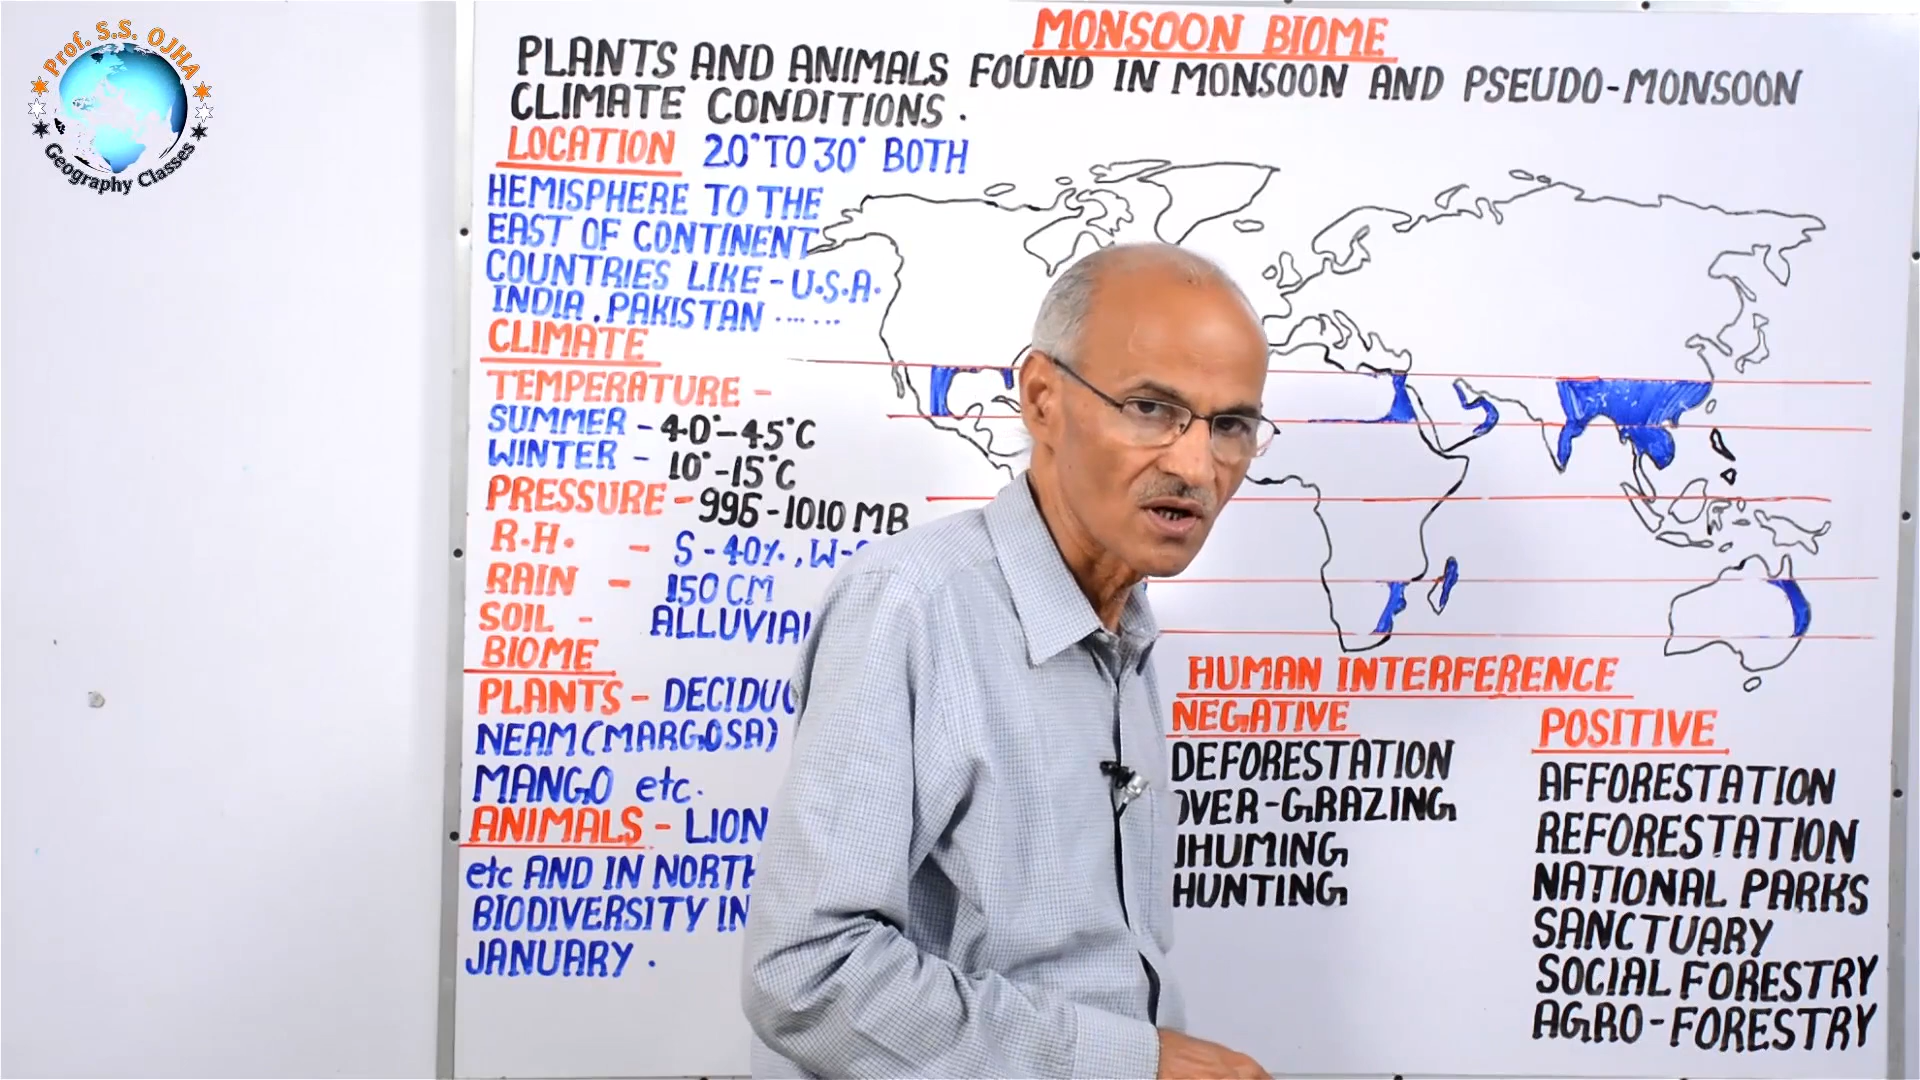 Prof. S.S. OJHA
Geography Classes
MONSOON BIOME
PLANTS AND ANIMALS FOUND IN MONSOON AND PSEUDO-MONSOON
CLIMATE CONDITIONS.
LOCATION 20° TO 30° BOTH
HEMISPHERE TO THE
EAST OF CONTINENT
COUNTRIES LIKE - U.S.A.
INDIA, PAKISTAN ......
CLIMATE
TEMPERATURE -
SUMMER - 40°-45°C
WINTER - 10°-15°C
PRESSURE - 996-1010 MB
R.H. - S-40%, W-
RAIN - 150 CM
SOIL - ALLUVIAL
BIOME
PLANTS - DECIDU
NEAM (MARGOSA)
MANGO etc.
ANIMALS - LION
etc AND IN NORTH
BIODIVERSITY IN
JANUARY.
HUMAN INTERFERENCE
NEGATIVE
DEFORESTATION
OVER-GRAZING
JHUMING
HUNTING
POSITIVE
AFFORESTATION
REFORESTATION
NATIONAL PARKS
SANCTUARY
SOCIAL FORESTRY
AGRO-FORESTRY